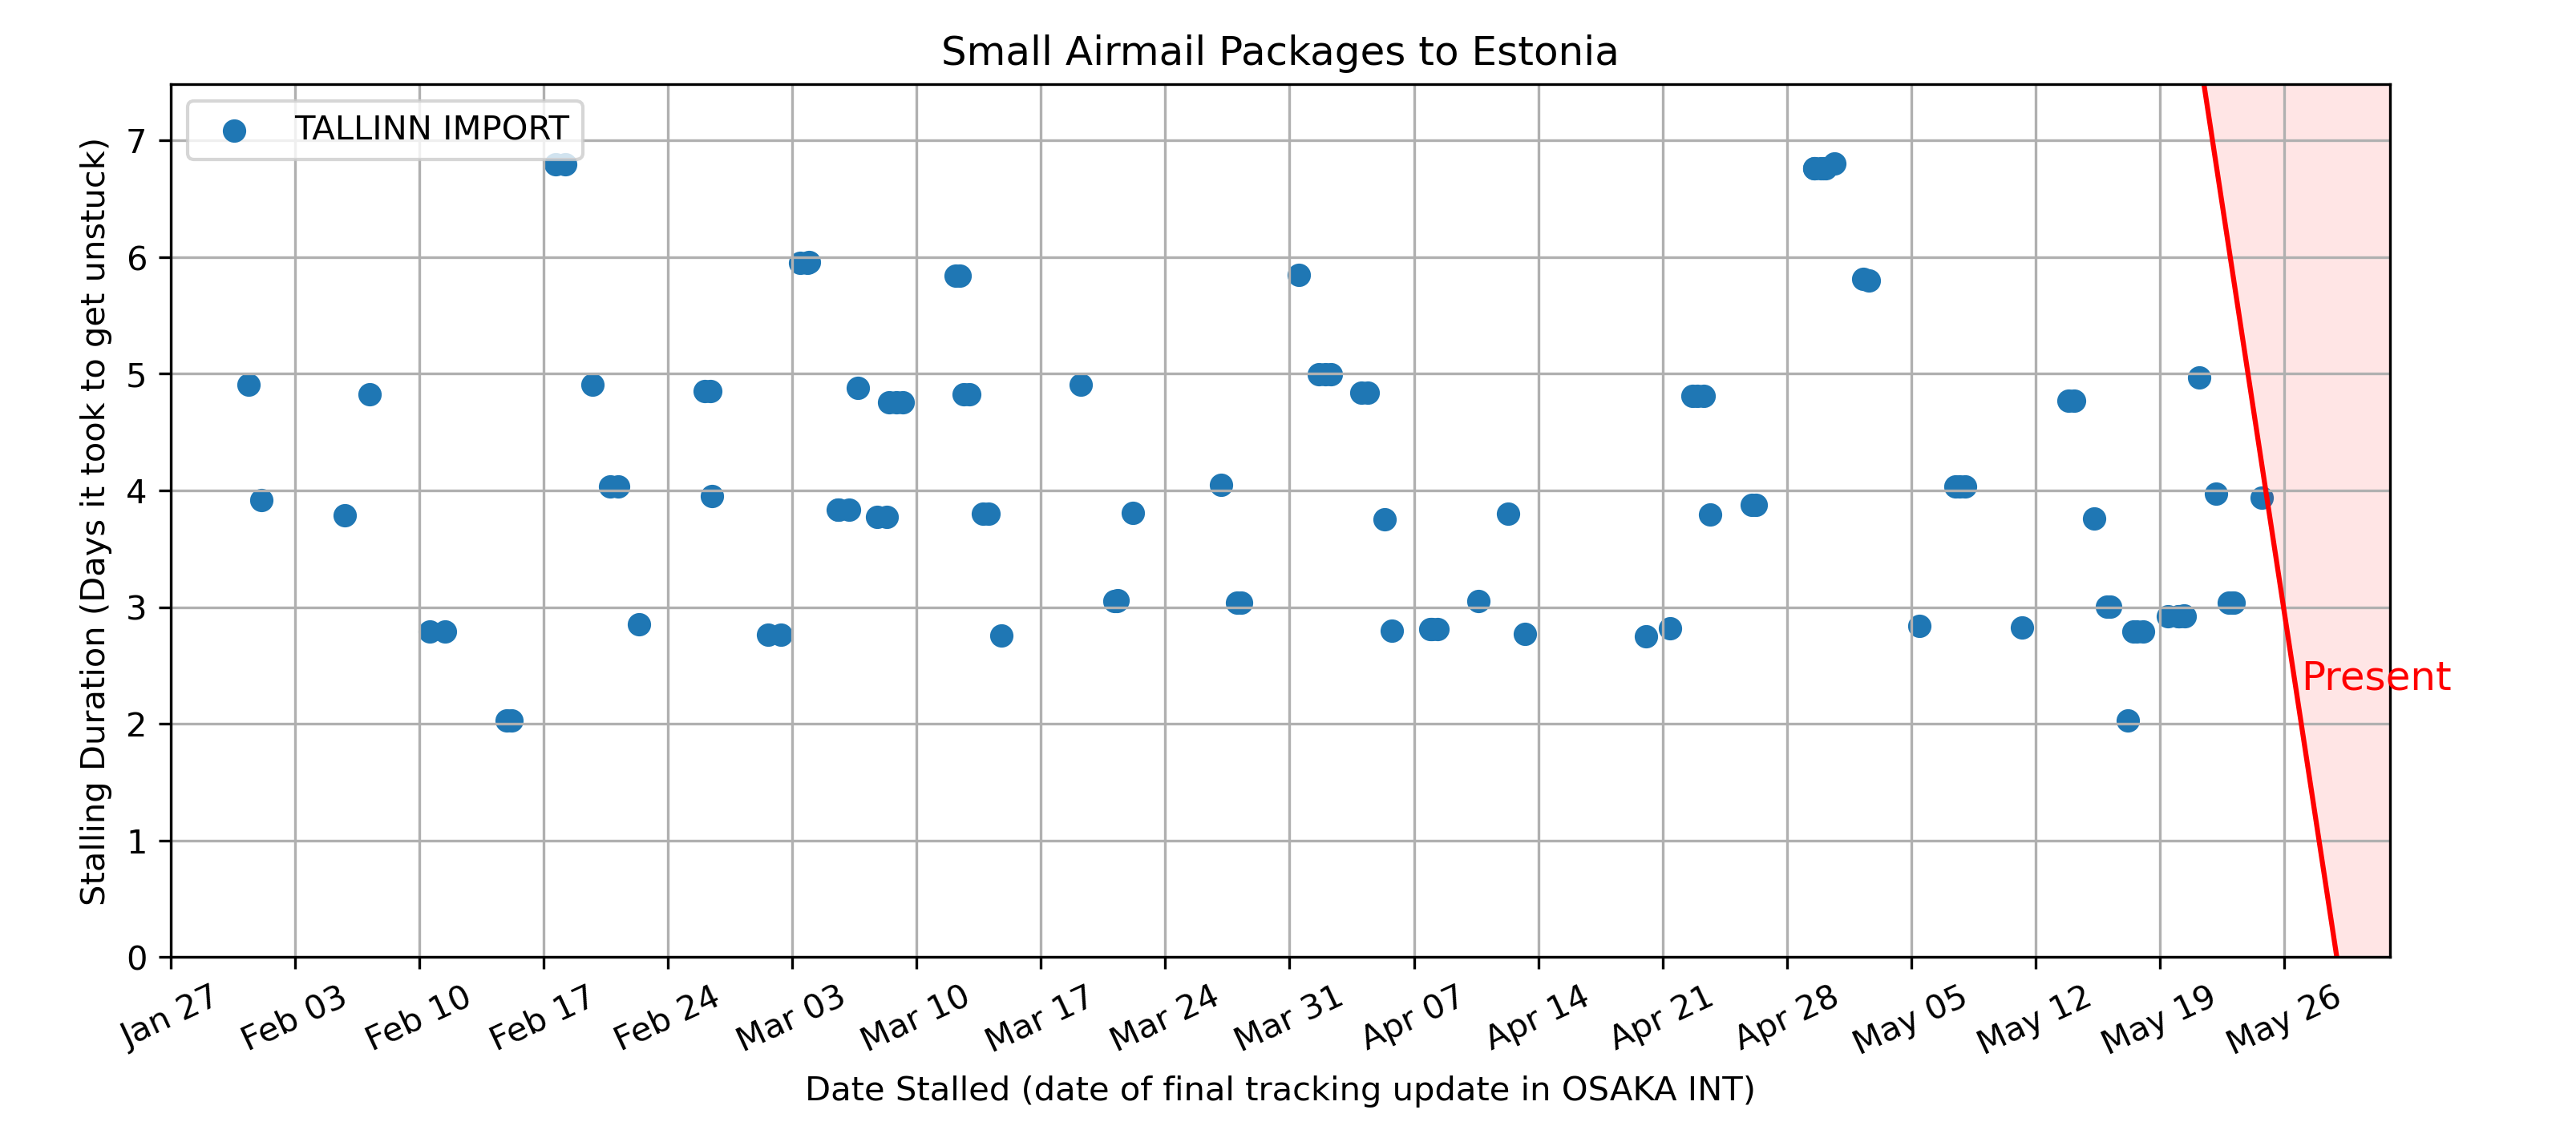 Small Airmail Packages to Estonia
TALLINN IMPORT
Stalling Duration (Days it took to get unstuck)
7
6
5
4
3
2
1
0
Present
Jan 27
Feb 03
Feb 10
Feb 17
Feb 24
Mar 03
Mar 10
Mar 17
Mar 24
Mar 31
Apr 07
Apr 14
Apr 21
Apr 28
May 05
May 12
May 19
May 26
Date Stalled (date of final tracking update in OSAKA INT)